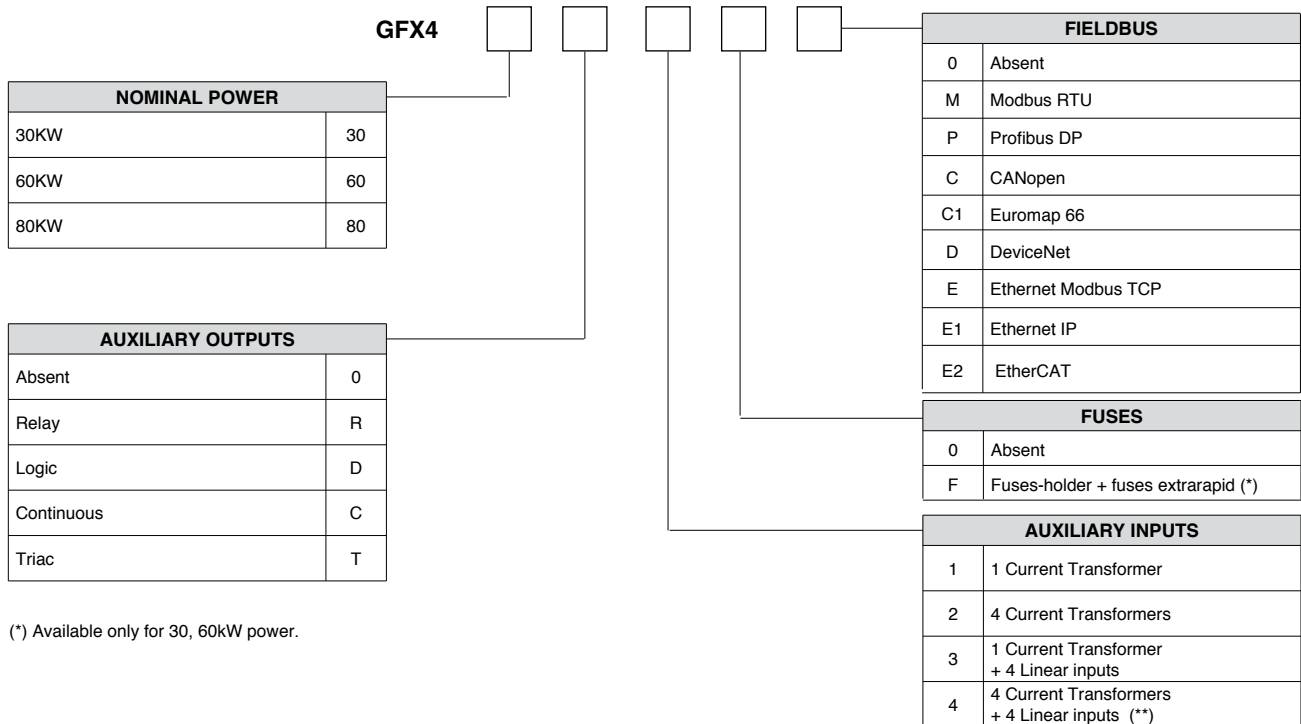 GFX4
NOMINAL POWER
30KW 30
60KW 60
80KW 80
AUXILIARY OUTPUTS
Absent 0
Relay R
Logic D
Continuous C
Triac T
(*) Available only for 30, 60kW power.
FIELDBUS
0 Absent
M Modbus RTU
P Profibus DP
C CANopen
C1 Euromap 66
D DeviceNet
E Ethernet Modbus TCP
E1 Ethernet IP
E2 EtherCAT
FUSES
0 Absent
F Fuses-holder + fuses extrarapid (*)
AUXILIARY INPUTS
1 1 Current Transformer
2 4 Current Transformers
3 1 Current Transformer
+ 4 Linear inputs
4 4 Current Transformers
+ 4 Linear inputs (**)